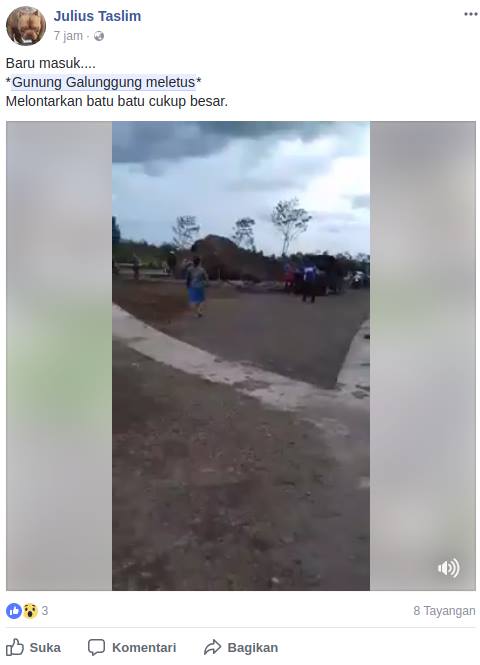 Julius Taslim
7 jam ·
Baru masuk....
*Gunung Galunggung meletus*
Melontarkan batu batu cukup besar.
3
8 Tayangan
Suka
Komentari
Bagikan